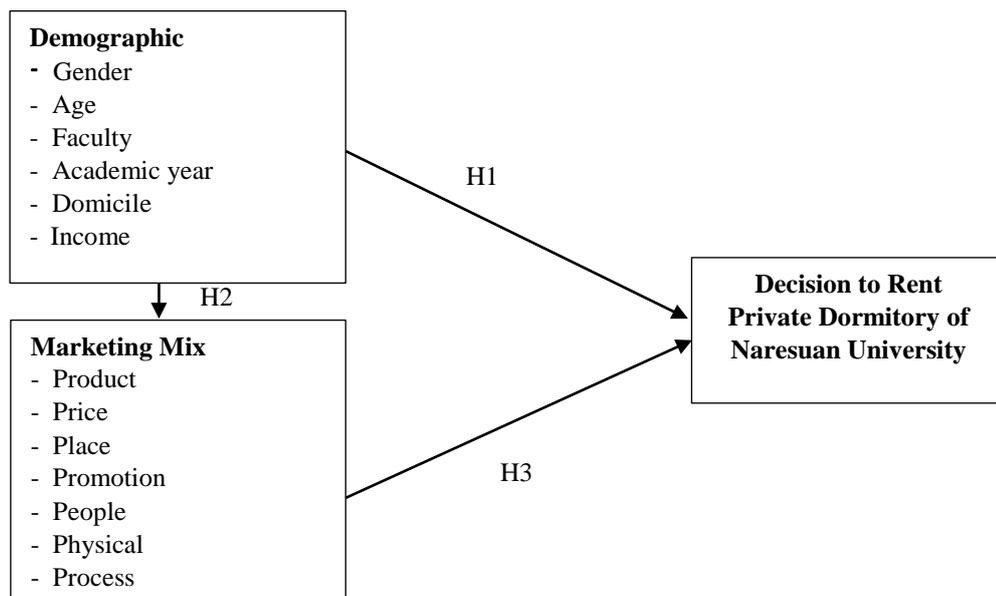 Demographic
- Gender
- Age
- Faculty
- Academic year
- Domicile
- Income
H1
H2
Decision to Rent
Private Dormitory of
Naresuan University
Marketing Mix
- Product
- Price
- Place
- Promotion
- People
- Physical
- Process
H3